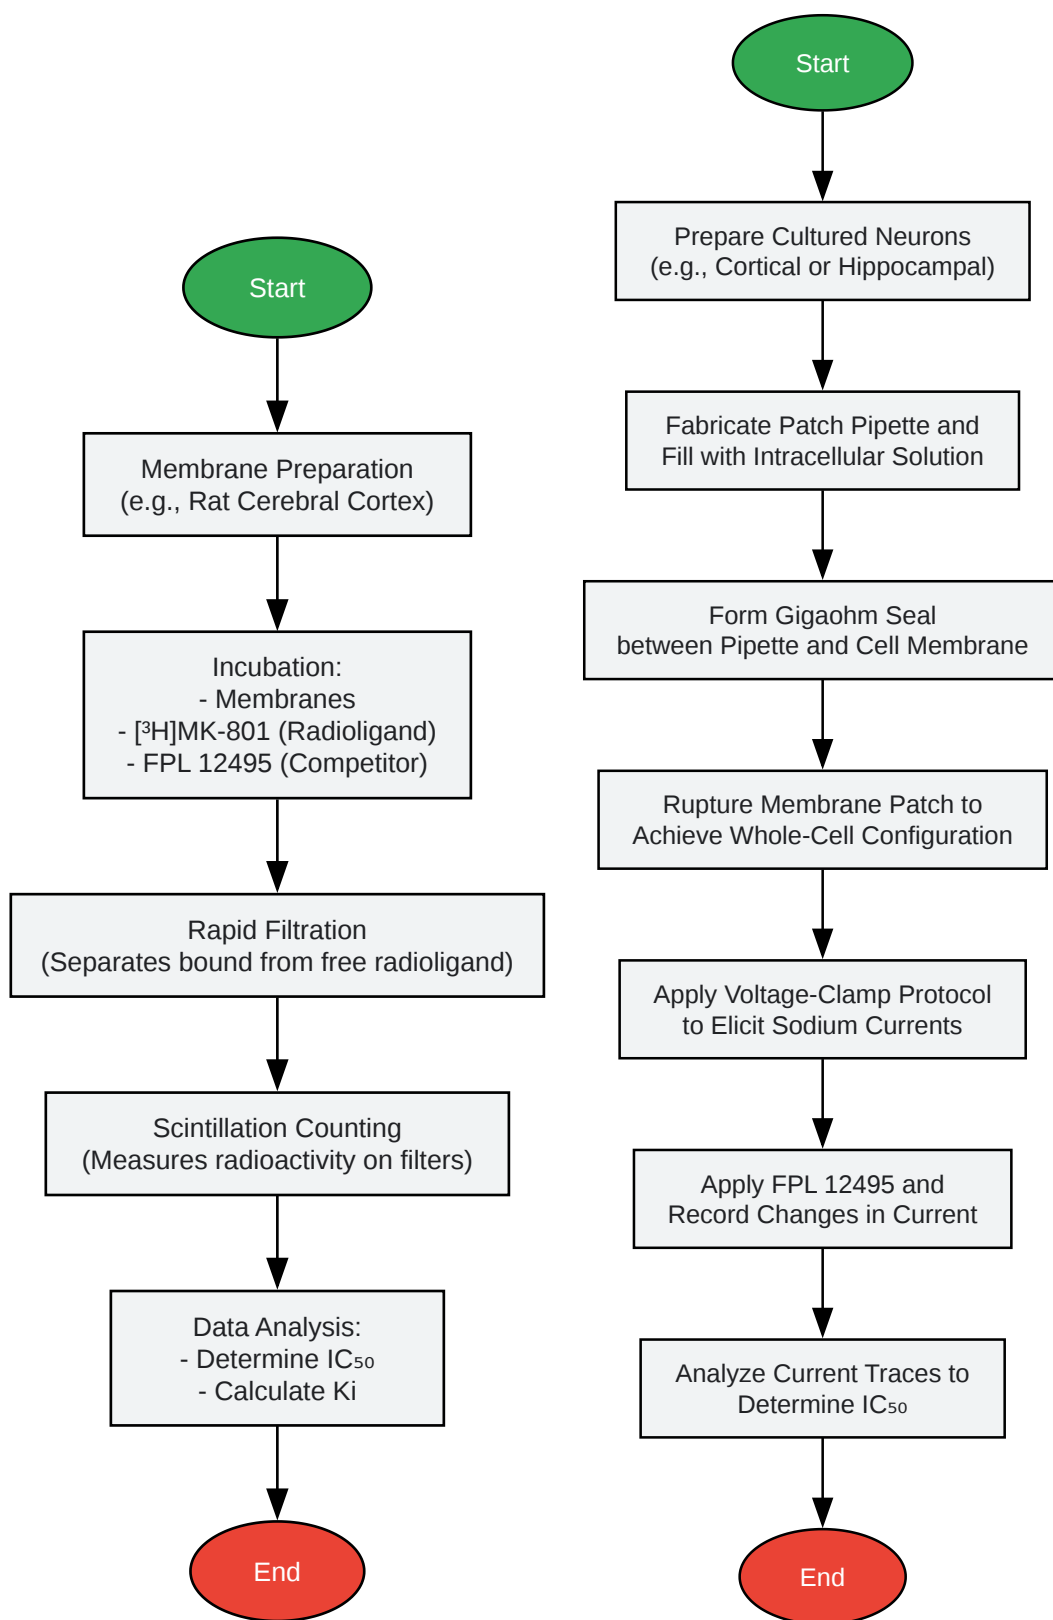 Start
Membrane Preparation
(e.g., Rat Cerebral Cortex)
Incubation:
- Membranes
- [³H]MK-801 (Radioligand)
- FPL 12495 (Competitor)
Rapid Filtration
(Separates bound from free radioligand)
Scintillation Counting
(Measures radioactivity on filters)
Data Analysis:
- Determine IC₅₀
- Calculate Ki
End
Start
Prepare Cultured Neurons
(e.g., Cortical or Hippocampal)
Fabricate Patch Pipette and
Fill with Intracellular Solution
Form Gigaohm Seal
between Pipette and Cell Membrane
Rupture Membrane Patch to
Achieve Whole-Cell Configuration
Apply Voltage-Clamp Protocol
to Elicit Sodium Currents
Apply FPL 12495 and
Record Changes in Current
Analyze Current Traces to
Determine IC₅₀
End